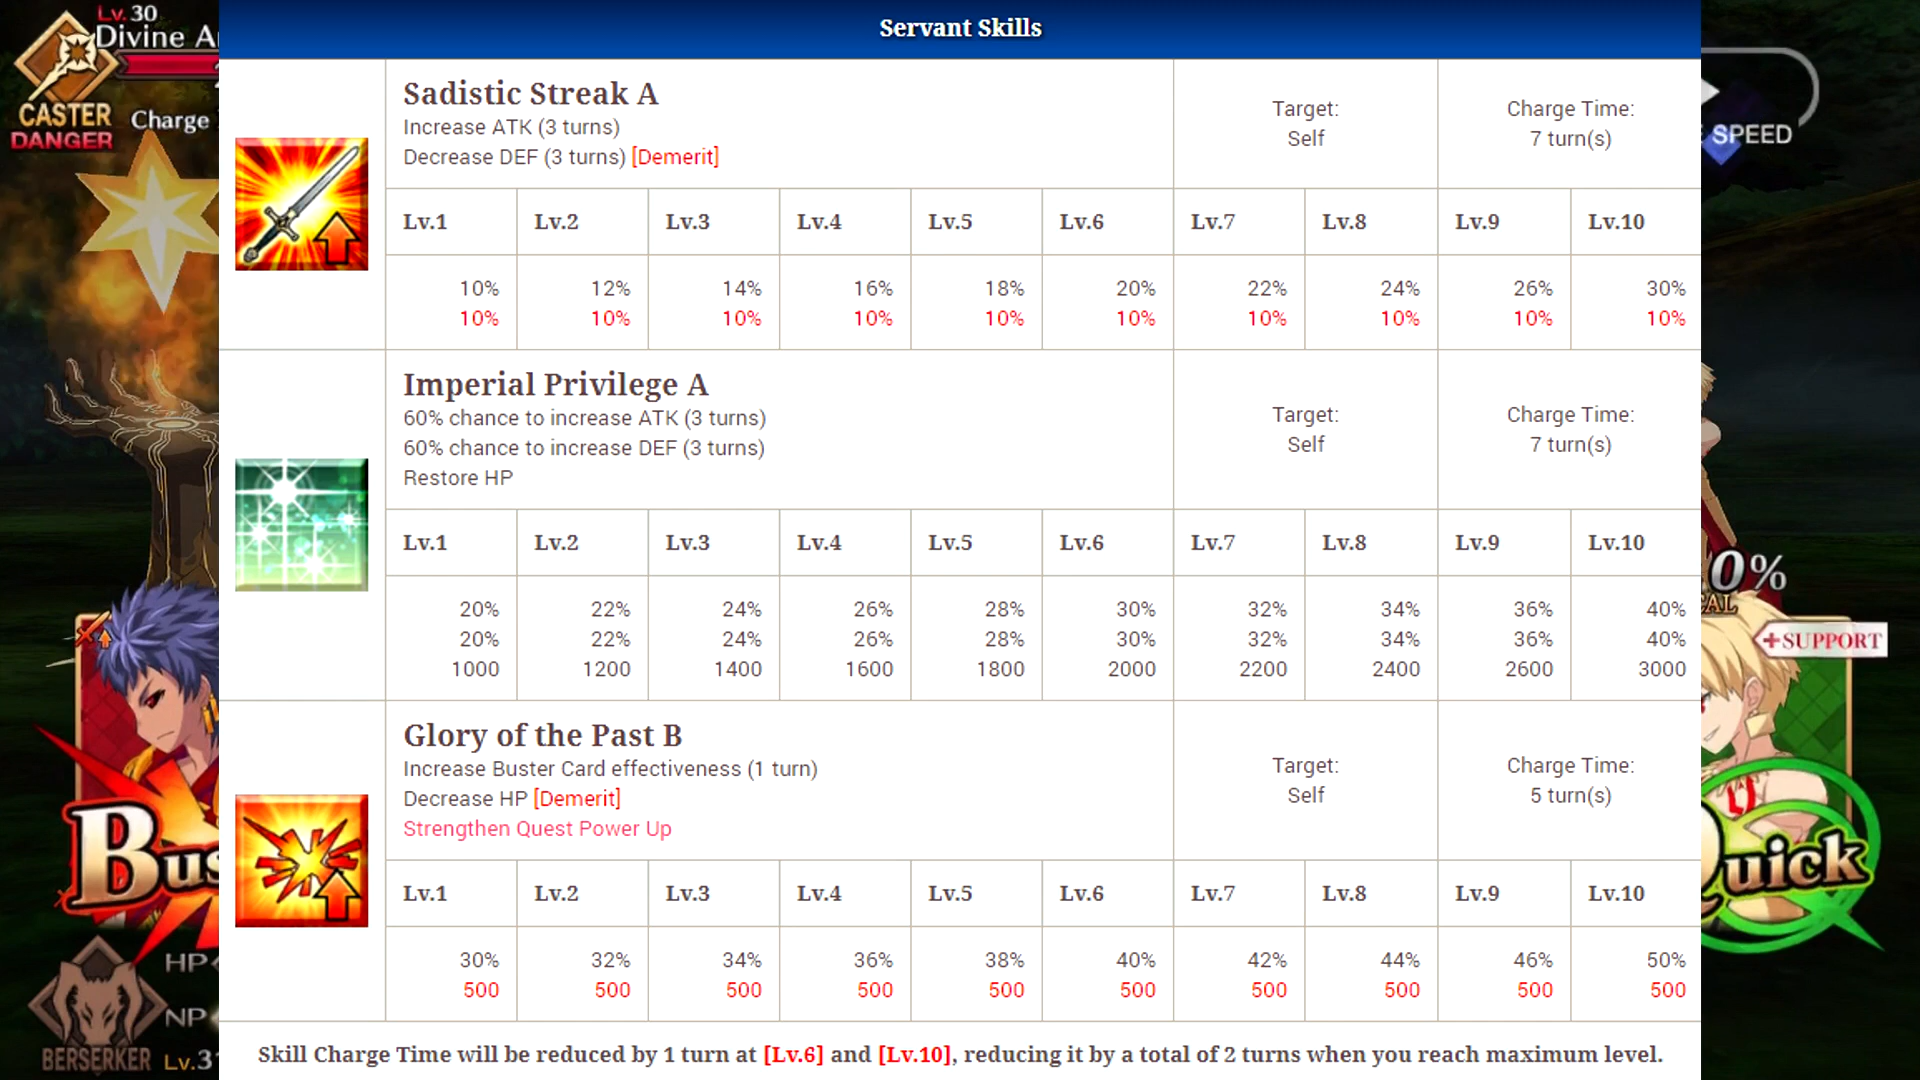 Servant Skills
Lv. 30
Divine
CASTER
DANGER
Charge
SPEED
Sadistic Streak A
Increase ATK (3 turns)
Decrease DEF (3 turns) [Demerit]
Target:
Self
Charge Time:
7 turn(s)
Lv.1 Lv.2 Lv.3 Lv.4 Lv.5 Lv.6 Lv.7 Lv.8 Lv.9 Lv.10
10% 12% 14% 16% 18% 20% 22% 24% 26% 30%
10% 10% 10% 10% 10% 10% 10% 10% 10% 10%
Imperial Privilege A
60% chance to increase ATK (3 turns)
60% chance to increase DEF (3 turns)
Restore HP
Target:
Self
Charge Time:
7 turn(s)
Lv.1 Lv.2 Lv.3 Lv.4 Lv.5 Lv.6 Lv.7 Lv.8 Lv.9 Lv.10
20% 22% 24% 26% 28% 30% 32% 34% 36% 40%
20% 22% 24% 26% 28% 30% 32% 34% 36% 40%
1000 1200 1400 1600 1800 2000 2200 2400 2600 3000
0%
+SUPPORT
Glory of the Past B
Increase Buster Card effectiveness (1 turn)
Decrease HP [Demerit]
Strengthen Quest Power Up
Target:
Self
Charge Time:
5 turn(s)
Lv.1 Lv.2 Lv.3 Lv.4 Lv.5 Lv.6 Lv.7 Lv.8 Lv.9 Lv.10
30% 32% 34% 36% 38% 40% 42% 44% 46% 50%
500 500 500 500 500 500 500 500 500 500
Bus
Quick
HP
NP
BERSERKER Lv.31
Skill Charge Time will be reduced by 1 turn at [Lv.6] and [Lv.10], reducing it by a total of 2 turns when you reach maximum level.